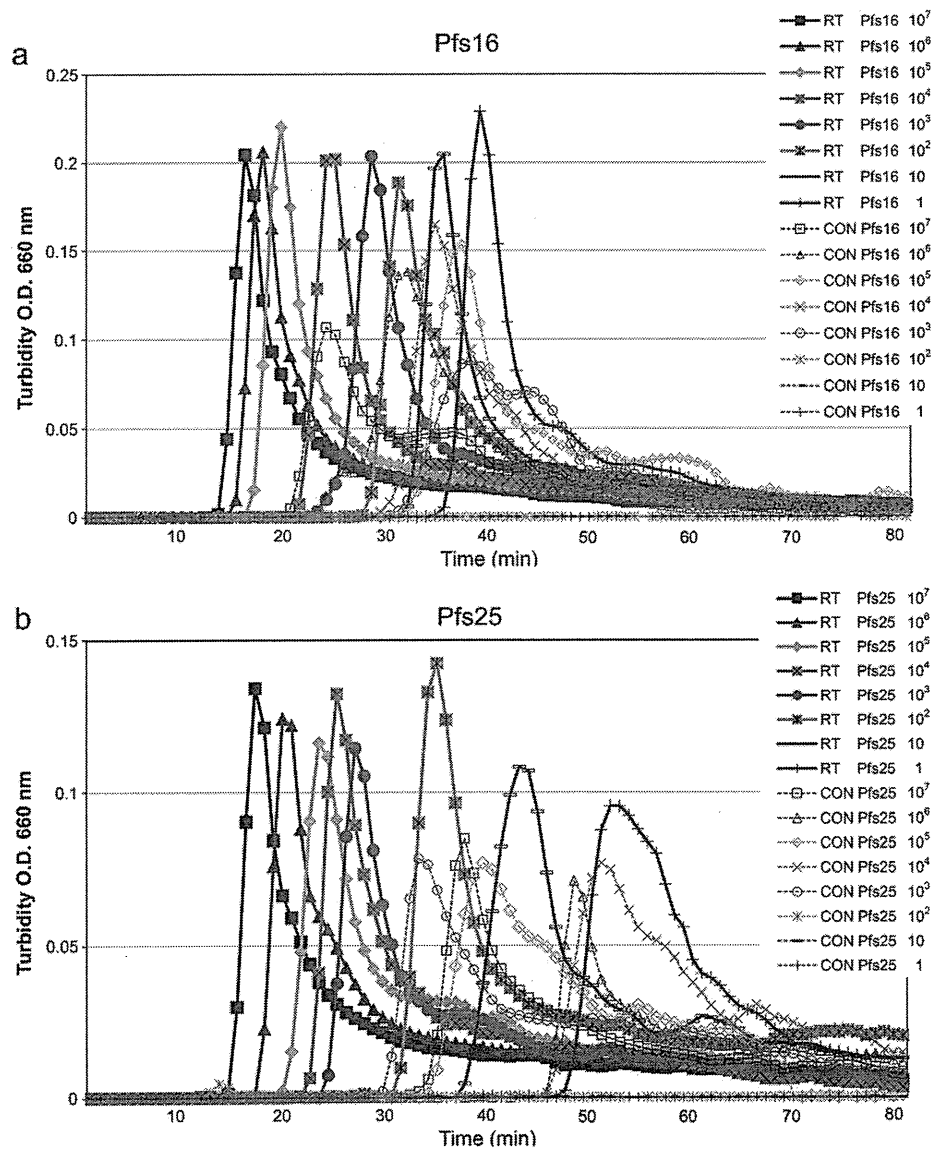 a
Pfs16
0.25
0.2
0.15
0.1
0.05
0
Turbidity O.D. 660 nm
10 20 30 40 50 60 70 80
Time (min)
RT Pfs16 10⁷
RT Pfs16 10⁶
RT Pfs16 10⁵
RT Pfs16 10⁴
RT Pfs16 10³
RT Pfs16 10²
RT Pfs16 10
RT Pfs16 1
CON Pfs16 10⁷
CON Pfs16 10⁶
CON Pfs16 10⁵
CON Pfs16 10⁴
CON Pfs16 10³
CON Pfs16 10²
CON Pfs16 10
CON Pfs16 1
b
Pfs25
0.15
0.1
0.05
0
Turbidity O.D. 660 nm
10 20 30 40 50 60 70 80
Time (min)
RT Pfs25 10⁷
RT Pfs25 10⁶
RT Pfs25 10⁵
RT Pfs25 10⁴
RT Pfs25 10³
RT Pfs25 10²
RT Pfs25 10
RT Pfs25 1
CON Pfs25 10⁷
CON Pfs25 10⁶
CON Pfs25 10⁵
CON Pfs25 10⁴
CON Pfs25 10³
CON Pfs25 10²
CON Pfs25 10
CON Pfs25 1